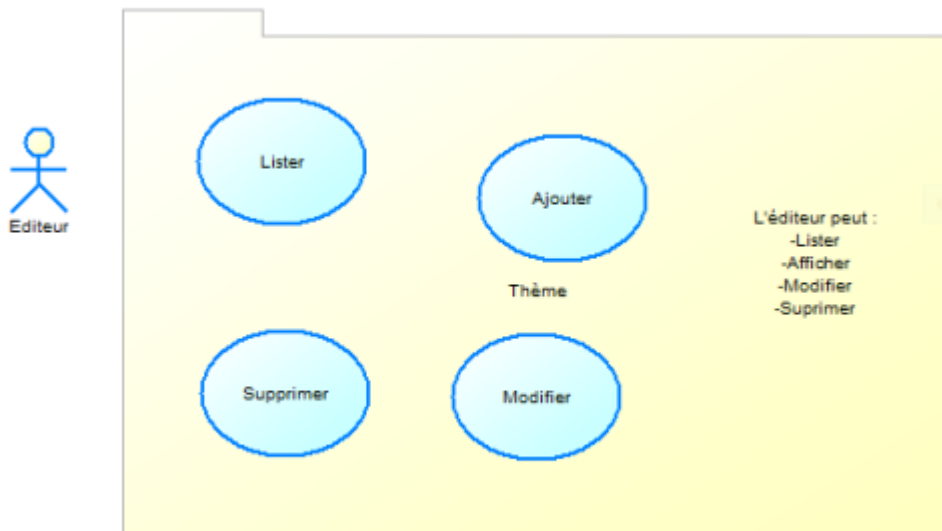 Editeur
Lister
Ajouter
Thème
Supprimer
Modifier
L'éditeur peut :
-Lister
-Afficher
-Modifier
-Suprimer